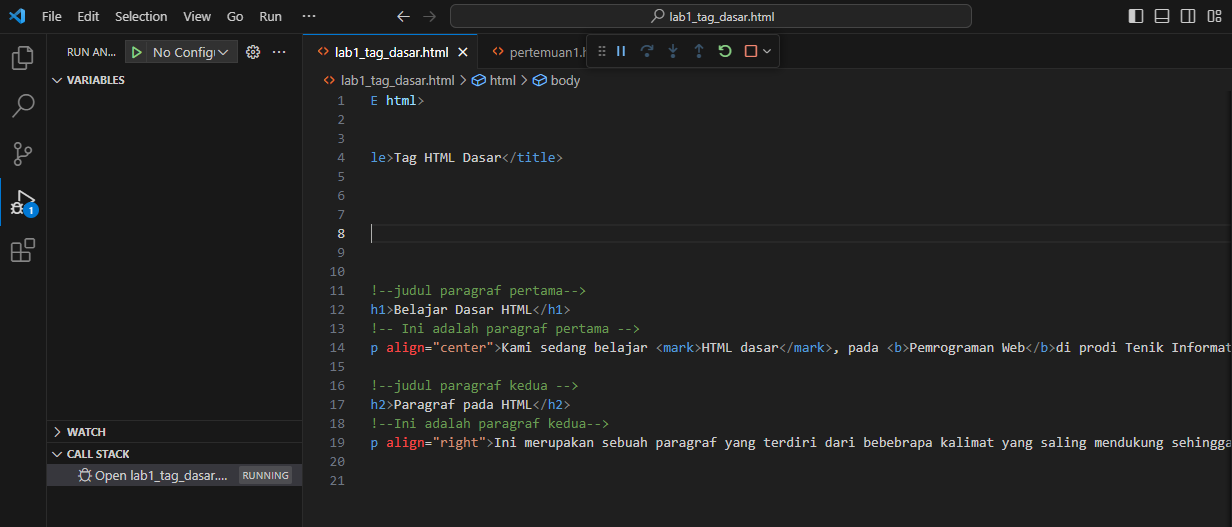 File Edit Selection View Go Run ··· lab1_tag_dasar.html
RUN AN... No Config ···
lab1_tag_dasar.html pertemuan1.h
lab1_tag_dasar.html > html > body
VARIABLES
1 E html>
2
3
4 le>Tag HTML Dasar</title>
5
6
7
8
9
10
11 !--judul paragraf pertama-->
12 h1>Belajar Dasar HTML</h1>
13 !-- Ini adalah paragraf pertama -->
14 p align="center">Kami sedang belajar <mark>HTML dasar</mark>, pada <b>Pemrograman Web</b>di prodi Tenik Informat
15
16 !--judul paragraf kedua -->
17 h2>Paragraf pada HTML</h2>
18 !--Ini adalah paragraf kedua-->
19 p align="right">Ini merupakan sebuah paragraf yang terdiri dari bebebrapa kalimat yang saling mendukung sehingga
20
21
1
WATCH
CALL STACK
Open lab1_tag_dasar.... RUNNING